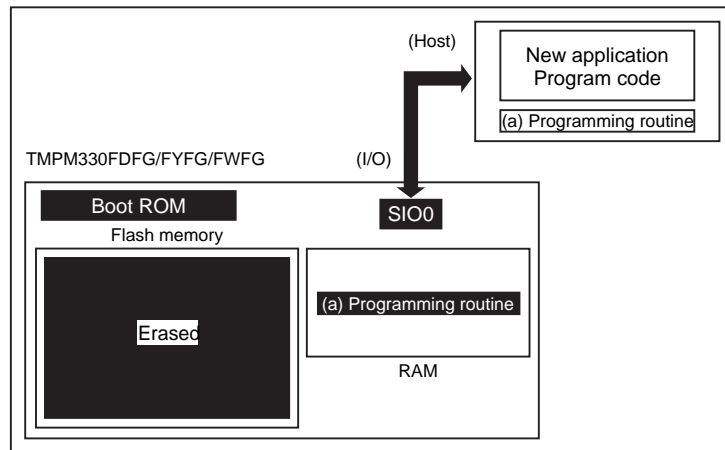 (Host)
New application
Program code
(a) Programming routine
TMPM330FDFG/FYFG/FWFG
(I/O)
Boot ROM
SIO0
Flash memory
(a) Programming routine
Erased
RAM